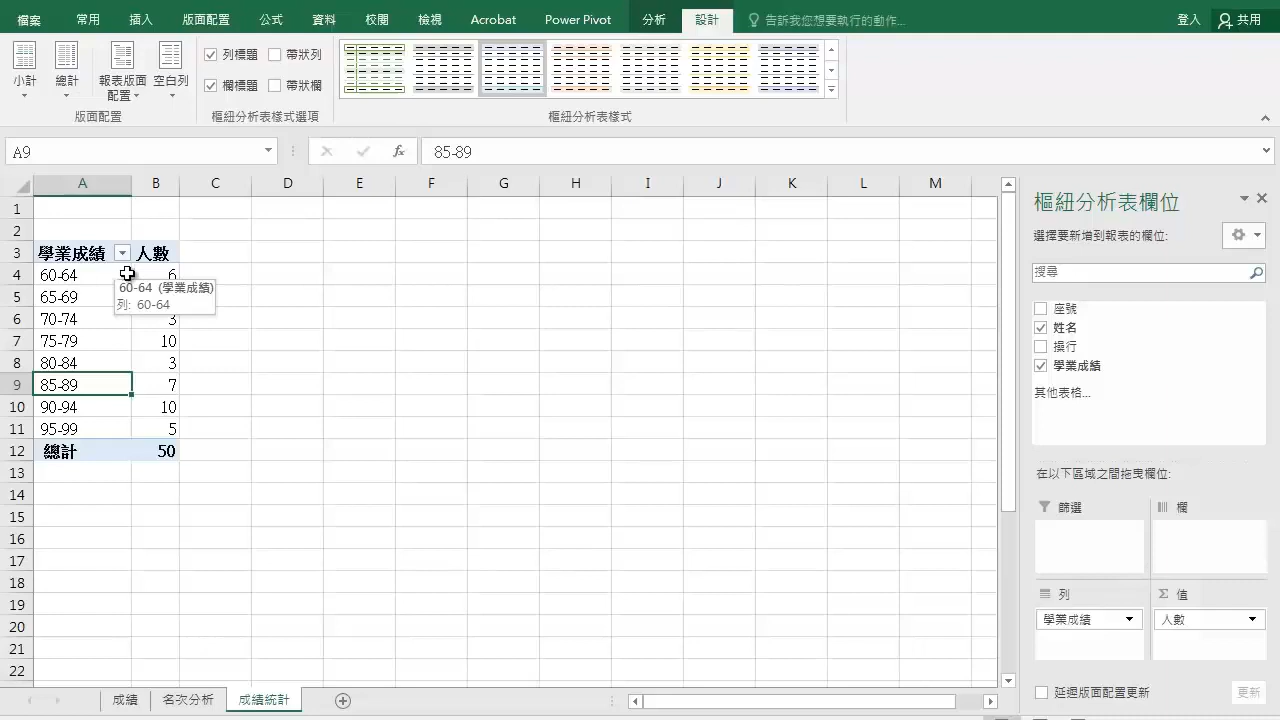 檔案 常用 插入 版面配置 公式 資料 校閱 檢視 Acrobat Power Pivot 分析 設計 告訴我您想要執行的動作... 登入 共用
小計 總計 報表版面配置 空白列 列標題 帶狀列
欄標題 帶狀欄
版面配置 樞紐分析表樣式選項 樞紐分析表樣式
A9 fx 85-89
A B C D E F G H I J K L M
1
2
3 學業成績 人數
4 60-64 6
60-64 (學業成績)
列: 60-64
5 65-69
6 70-74 3
7 75-79 10
8 80-84 3
9 85-89 7
10 90-94 10
11 95-99 5
12 總計 50
13
14
15
16
17
18
19
20
21
22
成績 名次分析 成績統計
樞紐分析表欄位
選擇要新增到報表的欄位:
搜尋
座號
姓名
操行
學業成績
其他表格...
在以下區域之間拖曳欄位:
篩選 欄
列 Σ 值
學業成績 人數
延遲版面配置更新 更新